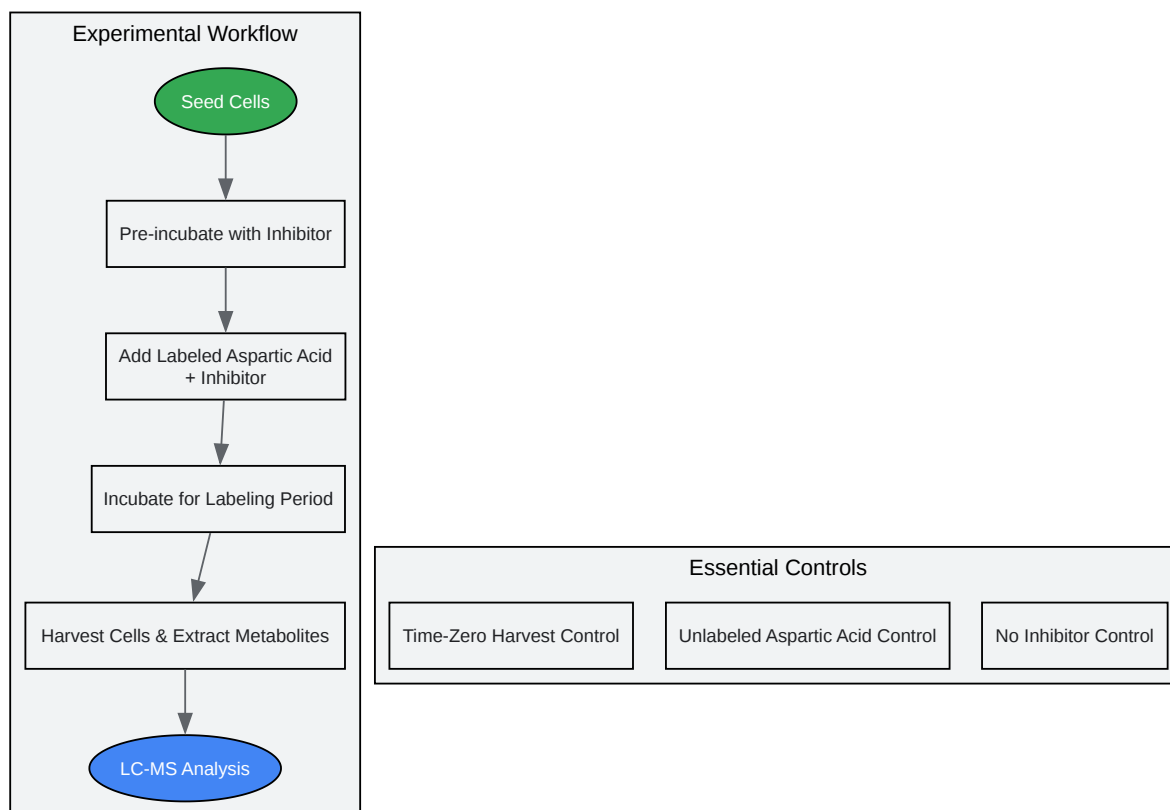 Experimental Workflow
Seed Cells
Pre-incubate with Inhibitor
Add Labeled Aspartic Acid
+ Inhibitor
Incubate for Labeling Period
Harvest Cells & Extract Metabolites
LC-MS Analysis
Essential Controls
Time-Zero Harvest Control
Unlabeled Aspartic Acid Control
No Inhibitor Control